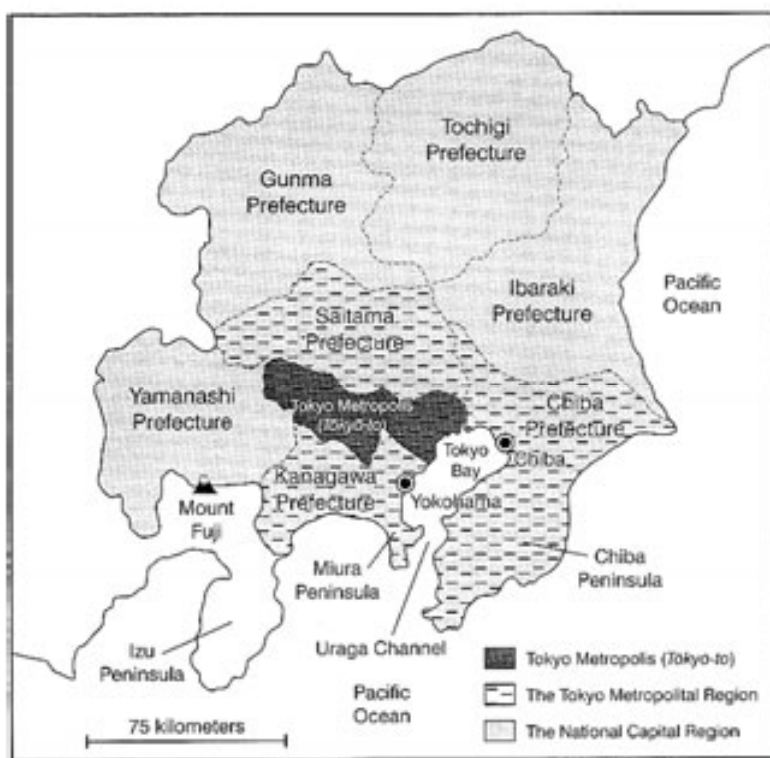 Tochigi
Prefecture
Gunma
Prefecture
Pacific
Ocean
Ibaraki
Prefecture
Saitama
Prefecture
Yamanashi
Prefecture
Tokyo Metropolis
(Tōkyō-to)
Chiba
Prefecture
Tokyo
Bay
Chiba
Kanagawa
Prefecture
Yokohama
Mount
Fuji
Miura
Peninsula
Chiba
Peninsula
Izu
Peninsula
Uraga Channel
Pacific
Ocean
75 kilometers
Tokyo Metropolis (Tōkyō-to)
The Tokyo Metropolital Region
The National Capital Region